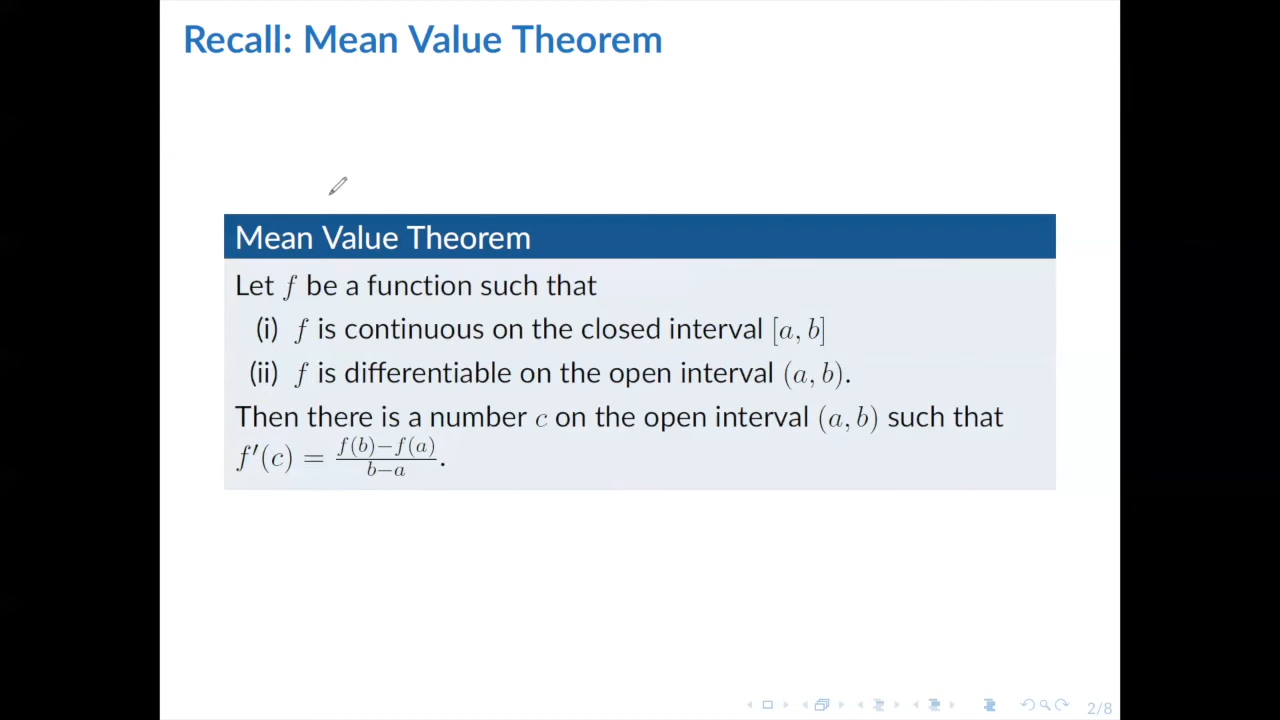 Recall: Mean Value Theorem
Mean Value Theorem
Let f be a function such that
(i) f is continuous on the closed interval [a, b]
(ii) f is differentiable on the open interval (a, b).
Then there is a number c on the open interval (a, b) such that
f′(c) = \frac{f(b)−f(a)}{b−a}.
2/8